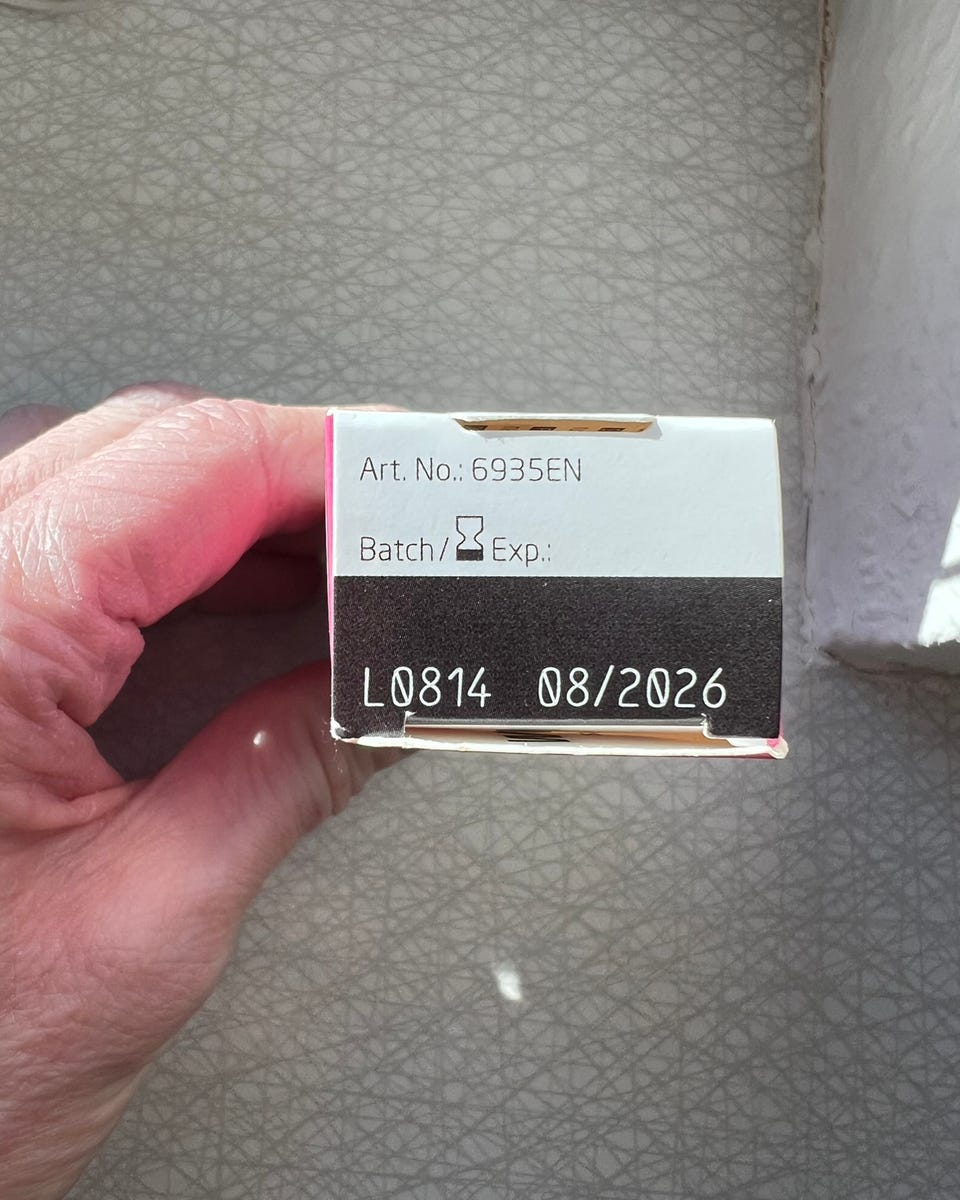 Art. No.: 6935EN
Batch/ Exp.:
L0814 08/2026